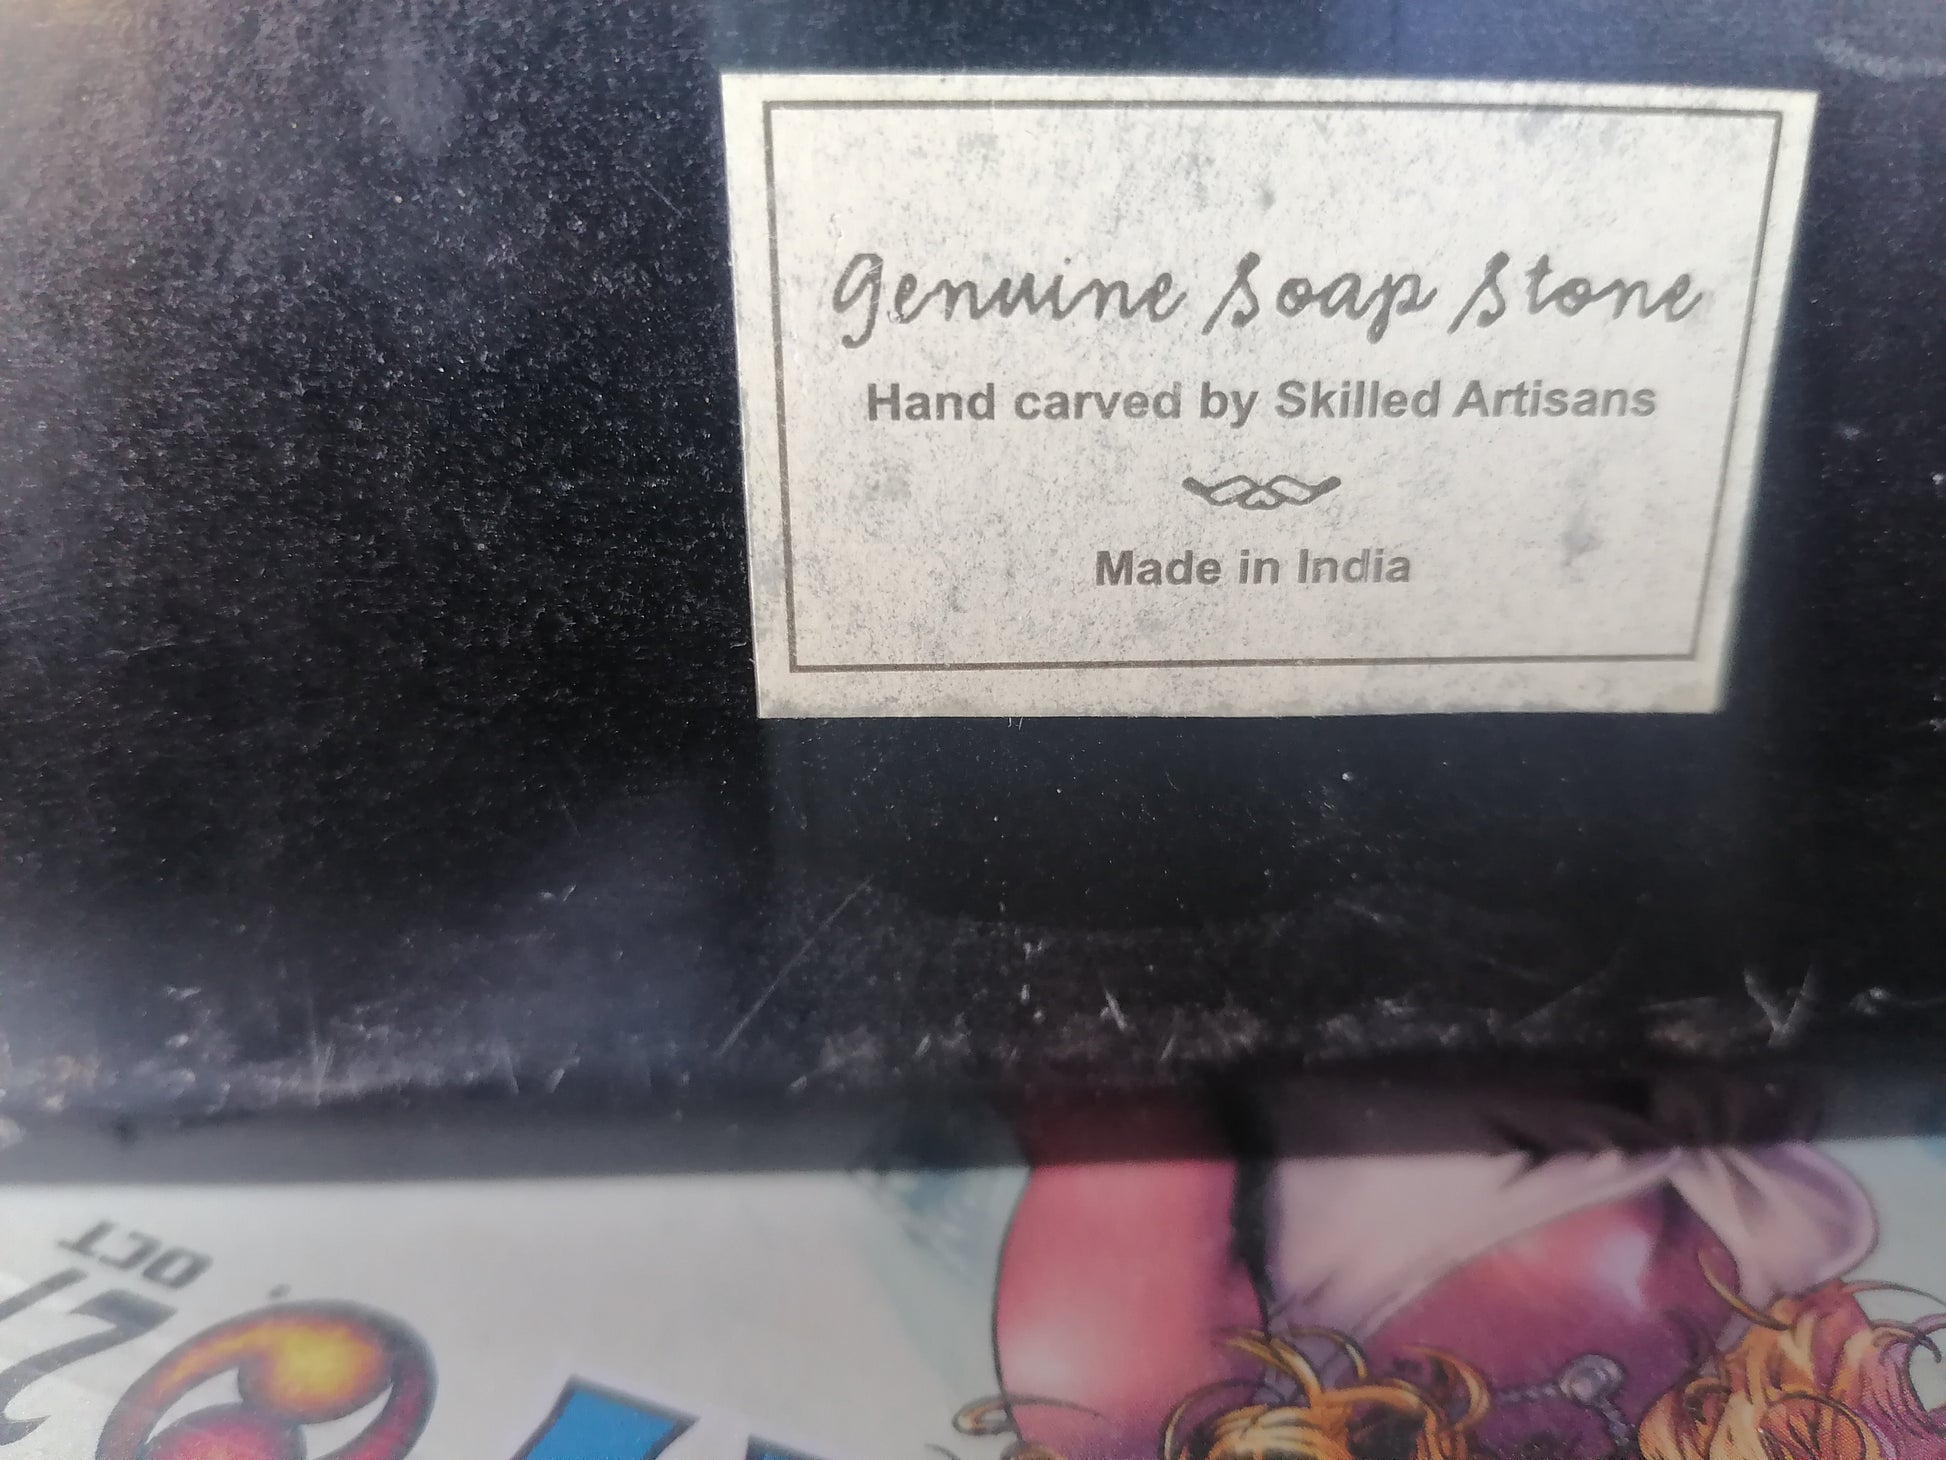 Genuine Soap Stone
Hand carved by Skilled Artisans
Made in India
OCT